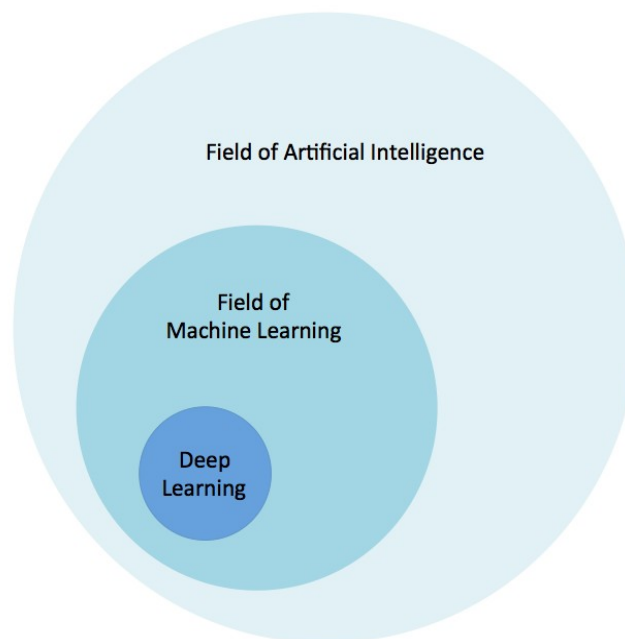 Field of Artificial Intelligence
Field of
Machine Learning
Deep
Learning